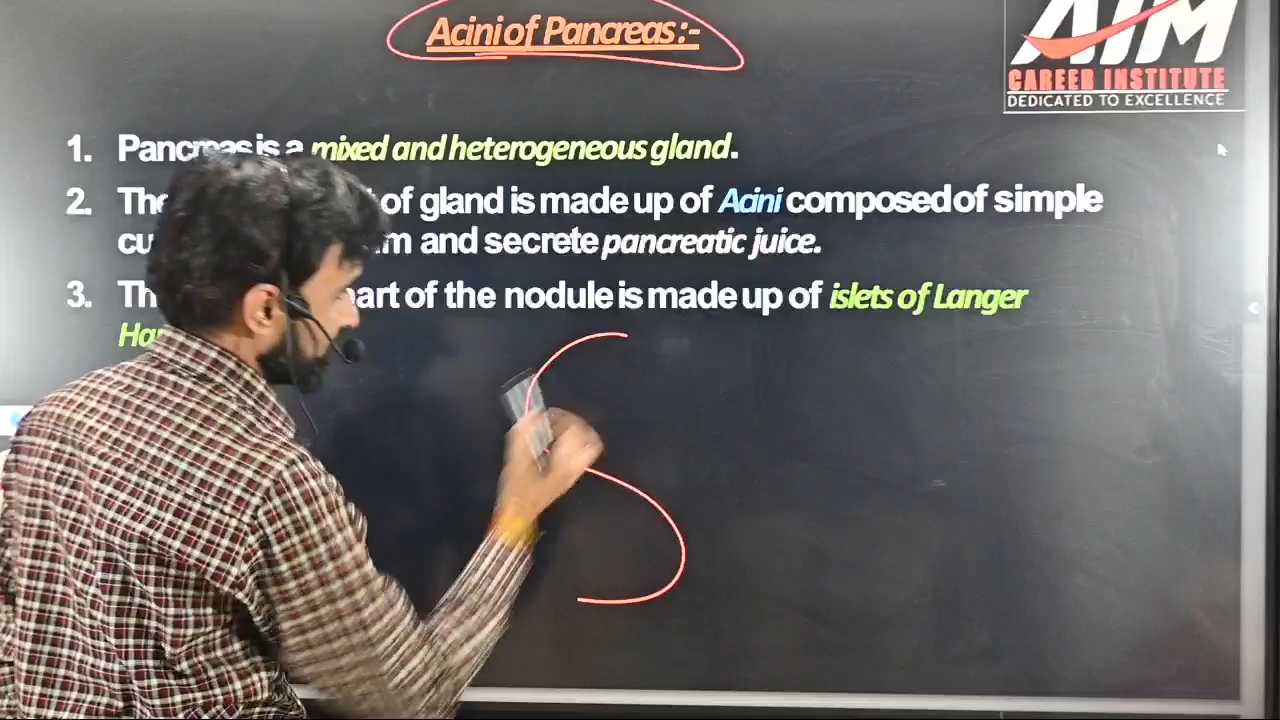 Acini of Pancreas :-
AIM
CAREER INSTITUTE
DEDICATED TO EXCELLENCE
1. Pancreas is a mixed and heterogeneous gland.
2. The of gland is made up of Acini composed of simple
and secrete pancreatic juice.
3. part of the nodule is made up of islets of Langer